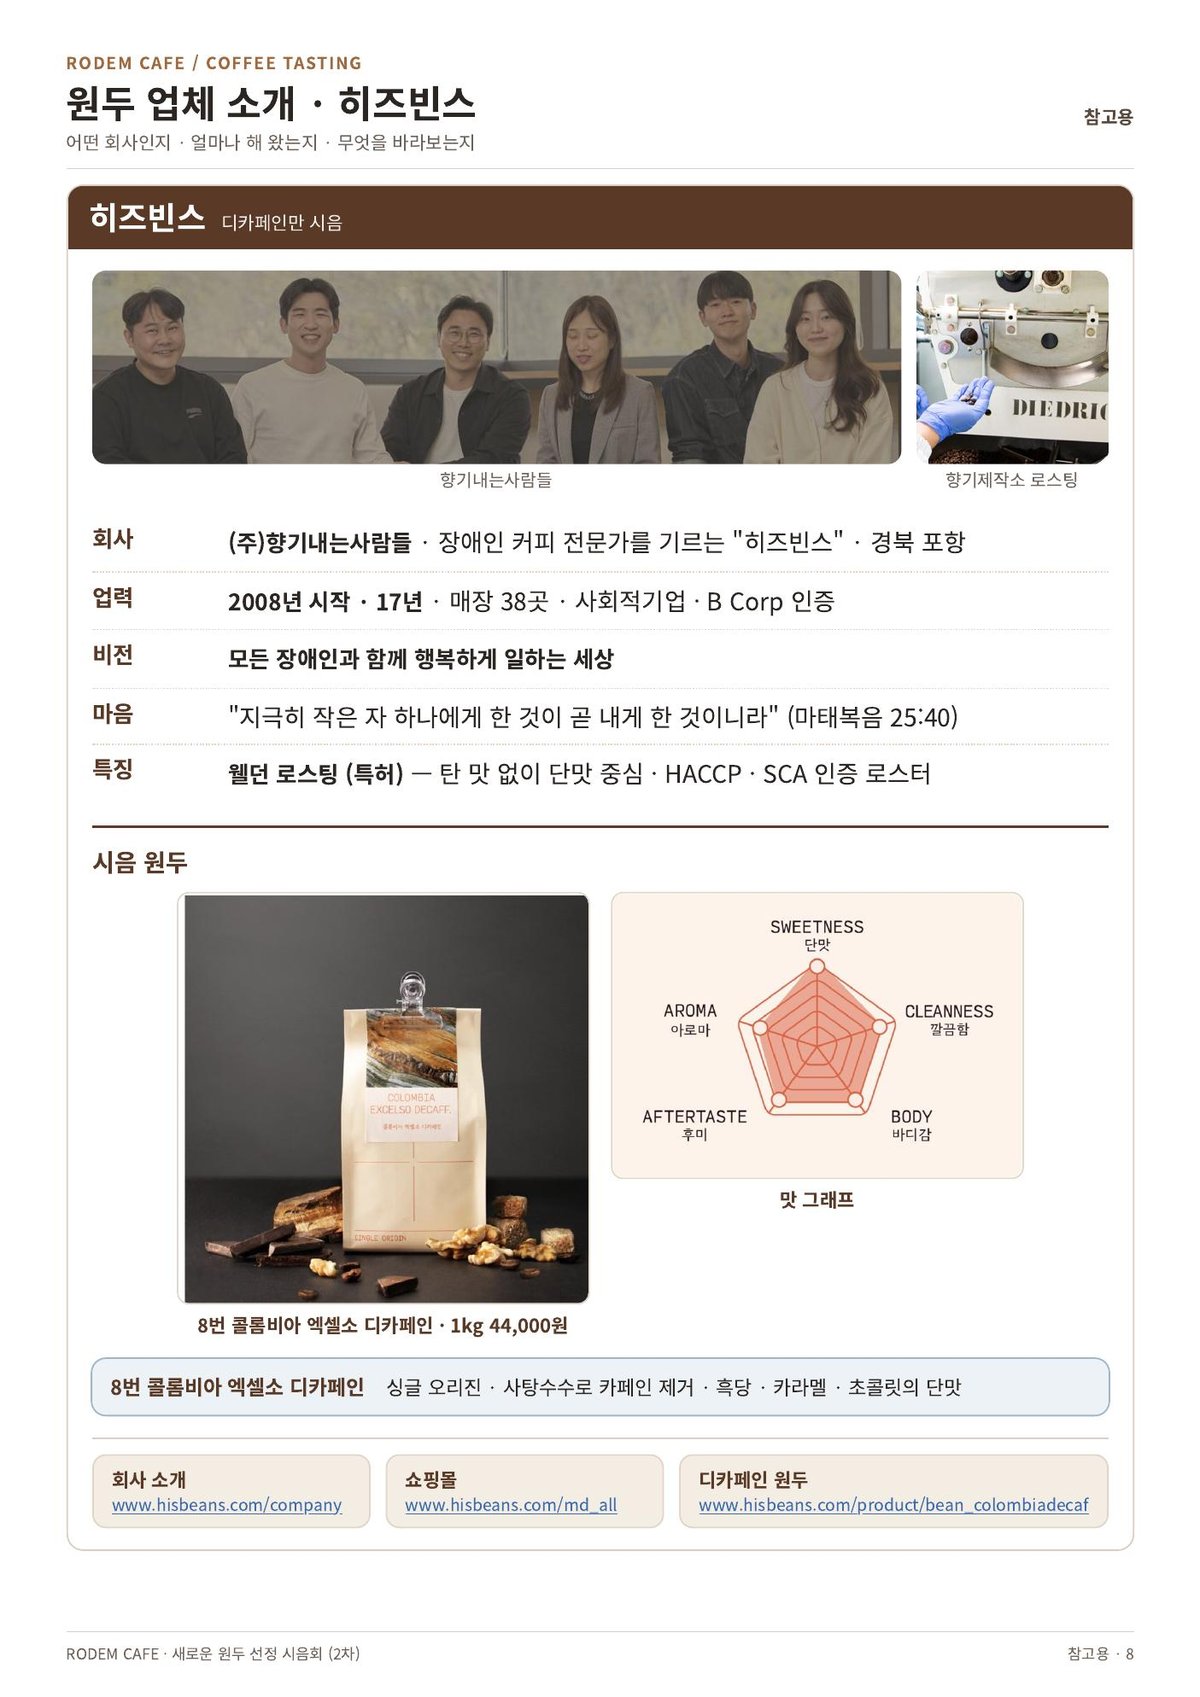 RODEM CAFE / COFFEE TASTING
원두 업체 소개 · 히즈빈스
어떤 회사인지 · 얼마나 해 왔는지 · 무엇을 바라보는지
참고용
히즈빈스 디카페인만 시음
DIEDRIC
향기내는사람들
향기제작소 로스팅
회사 (주)향기내는사람들 · 장애인 커피 전문가를 기르는 "히즈빈스" · 경북 포항
업력 2008년 시작 · 17년 · 매장 38곳 · 사회적기업 · B Corp 인증
비전 모든 장애인과 함께 행복하게 일하는 세상
마음 "지극히 작은 자 하나에게 한 것이 곧 내게 한 것이니라" (마태복음 25:40)
특징 웰던 로스팅 (특허) — 탄 맛 없이 단맛 중심 · HACCP · SCA 인증 로스터
시음 원두
COLOMBIA
EXCELSO DECAFF.
콜롬비아 엑셀소 디카페인
SINGLE ORIGIN
SWEETNESS
단맛
AROMA
아로마
CLEANNESS
깔끔함
AFTERTASTE
후미
BODY
바디감
맛 그래프
8번 콜롬비아 엑셀소 디카페인 · 1kg 44,000원
8번 콜롬비아 엑셀소 디카페인 싱글 오리진 · 사탕수수로 카페인 제거 · 흑당 · 카라멜 · 초콜릿의 단맛
회사 소개
www.hisbeans.com/company
쇼핑몰
www.hisbeans.com/md_all
디카페인 원두
www.hisbeans.com/product/bean_colombiadecaf
RODEM CAFE · 새로운 원두 선정 시음회 (2차)
참고용 · 8